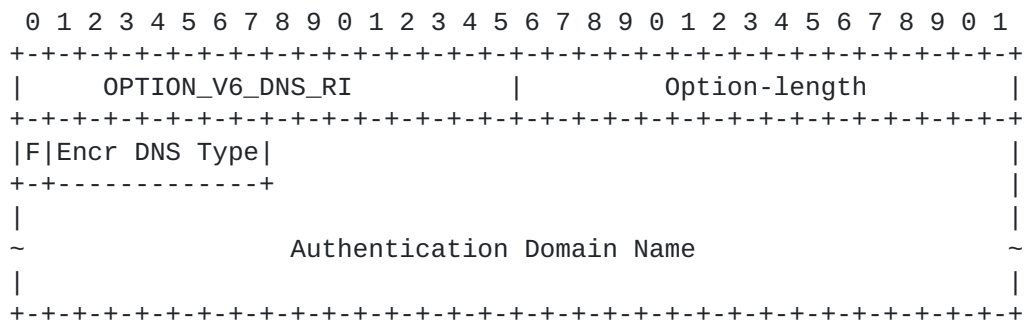 0 1 2 3 4 5 6 7 8 9 0 1 2 3 4 5 6 7 8 9 0 1 2 3 4 5 6 7 8 9 0 1
+-+-+-+-+-+-+-+-+-+-+-+-+-+-+-+-+-+-+-+-+-+-+-+-+-+-+-+-+-+-+-+-+
|     OPTION_V6_DNS_RI          |         Option-length         |
+-+-+-+-+-+-+-+-+-+-+-+-+-+-+-+-+-+-+-+-+-+-+-+-+-+-+-+-+-+-+-+-+
|F|Encr DNS Type|                                               |
+-+-------------+                                               |
|                                                               |
~                 Authentication Domain Name                    ~
|                                                               |
+-+-+-+-+-+-+-+-+-+-+-+-+-+-+-+-+-+-+-+-+-+-+-+-+-+-+-+-+-+-+-+-+